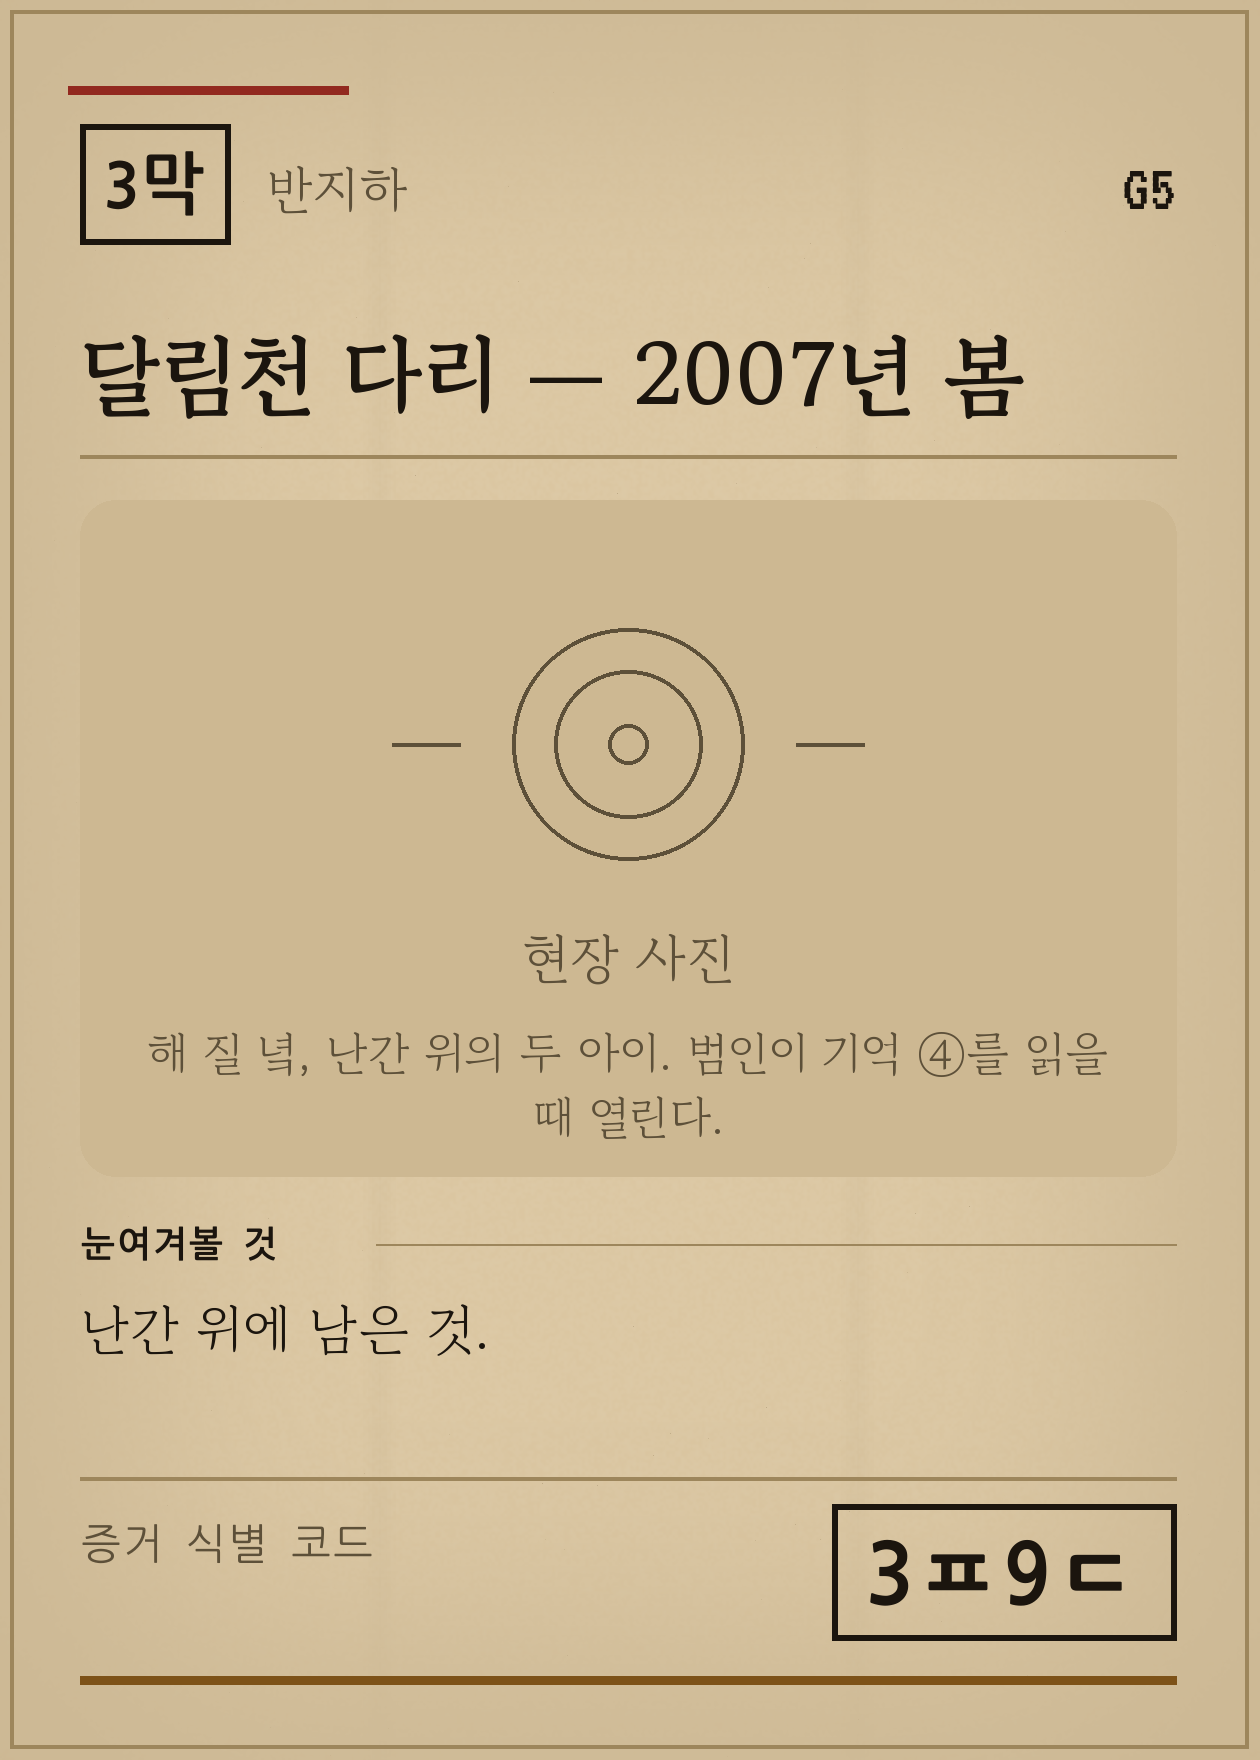 3막 반지하 G5
달림천 다리 — 2007년 봄
현장 사진
해 질 녘, 난간 위의 두 아이. 범인이 기억 ④를 읽을
때 열린다.
눈여겨볼 것
난간 위에 남은 것.
증거 식별 코드 3ㅍ9ㄷ